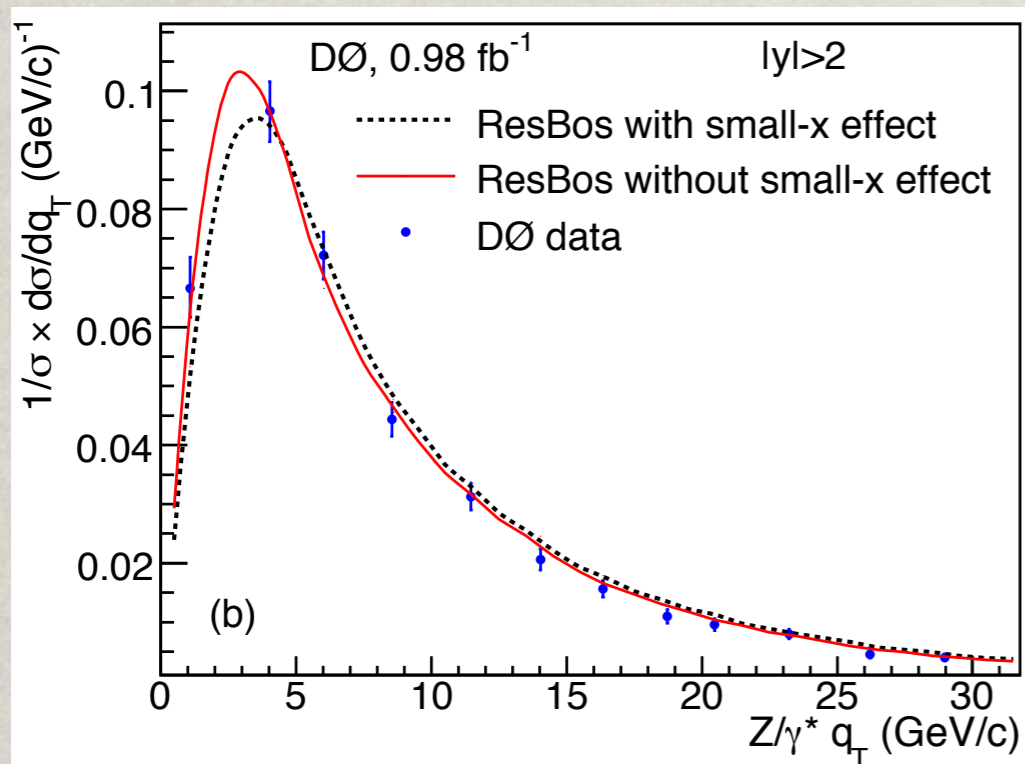 1/σ × dσ/dq_T (GeV/c)⁻¹
DØ, 0.98 fb⁻¹
|y|>2
ResBos with small-x effect
ResBos without small-x effect
DØ data
0.1
0.08
0.06
0.04
0.02
(b)
0 5 10 15 20 25 30
Z/γ* q_T (GeV/c)